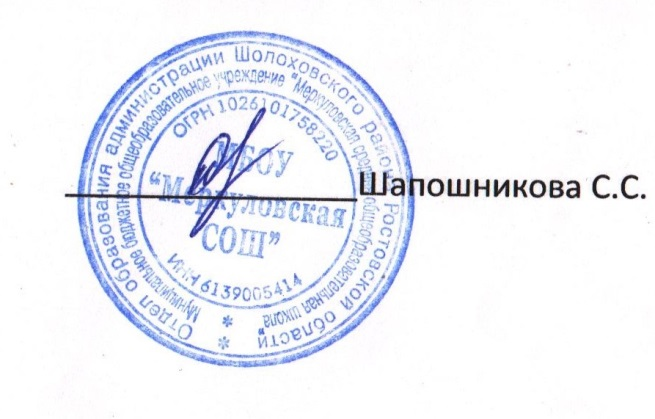 Отдел образования администрации Шолоховского района Ростовской области
Муниципальное бюджетное общеобразовательное учреждение "Меркуловская средняя общеобразовательная школа"
ОГРН 1026101758220
МБОУ
"Меркуловская
СОШ"
ИНН 6139005414
* *
Шапошникова С.С.